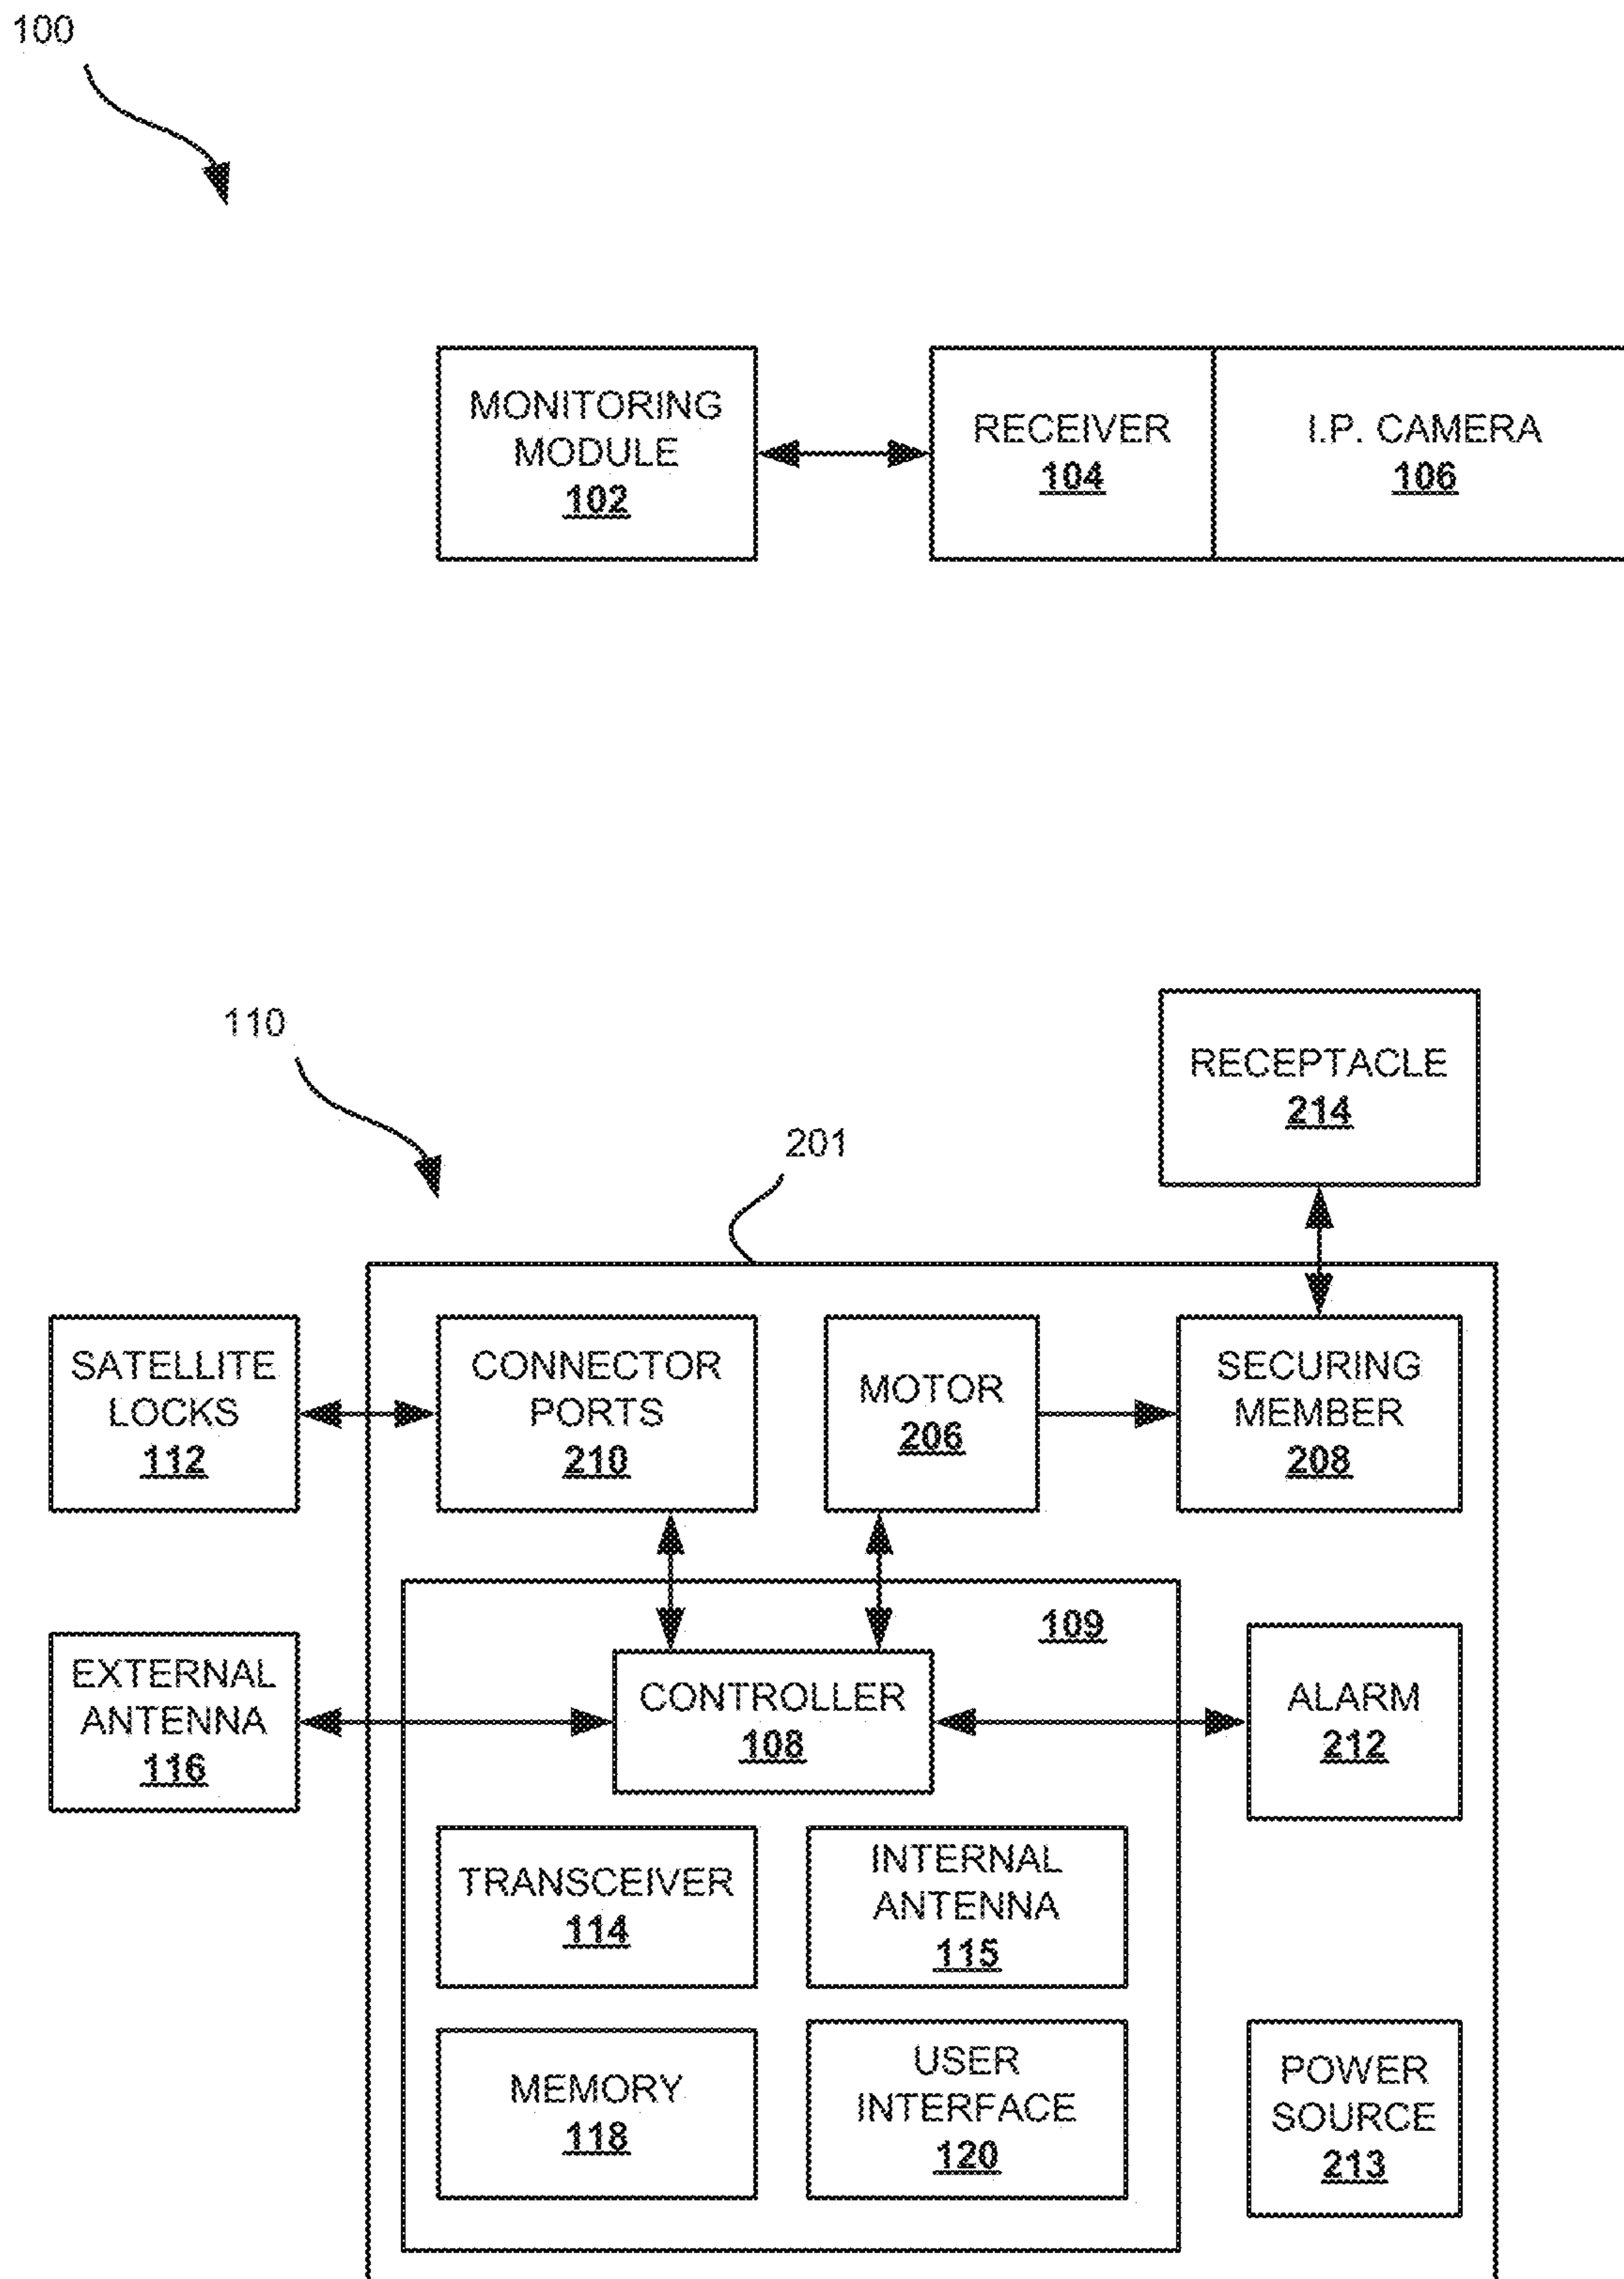 100
MONITORING
MODULE
102
RECEIVER
104
I.P. CAMERA
106
110
201
RECEPTACLE
214
SATELLITE
LOCKS
112
CONNECTOR
PORTS
210
MOTOR
206
SECURING
MEMBER
208
109
EXTERNAL
ANTENNA
116
CONTROLLER
108
ALARM
212
TRANSCEIVER
114
INTERNAL
ANTENNA
115
MEMORY
118
USER
INTERFACE
120
POWER
SOURCE
213